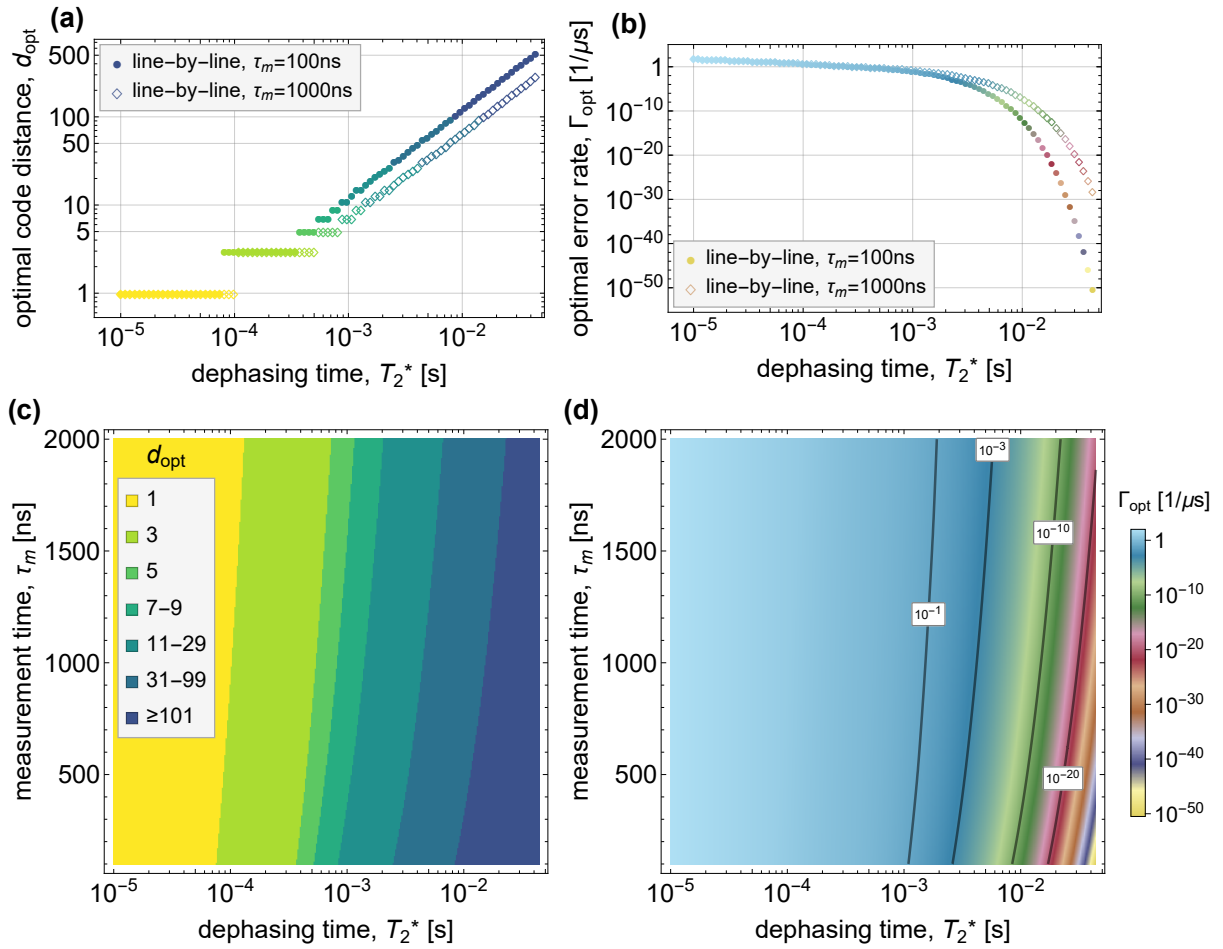 (a)
optimal code distance, d_opt
500
100
50
10
5
1
line−by−line, τ_m=100ns
line−by−line, τ_m=1000ns
10^−5
10^−4
10^−3
10^−2
dephasing time, T_2^* [s]
(b)
optimal error rate, Γ_opt [1/μs]
1
10^−10
10^−20
10^−30
10^−40
10^−50
line−by−line, τ_m=100ns
line−by−line, τ_m=1000ns
10^−5
10^−4
10^−3
10^−2
dephasing time, T_2^* [s]
(c)
measurement time, τ_m [ns]
2000
1500
1000
500
d_opt
1
3
5
7−9
11−29
31−99
≥101
10^−5
10^−4
10^−3
10^−2
dephasing time, T_2^* [s]
(d)
measurement time, τ_m [ns]
2000
1500
1000
500
10^−3
10^−10
10^−1
10^−20
10^−5
10^−4
10^−3
10^−2
dephasing time, T_2^* [s]
Γ_opt [1/μs]
1
10^−10
10^−20
10^−30
10^−40
10^−50